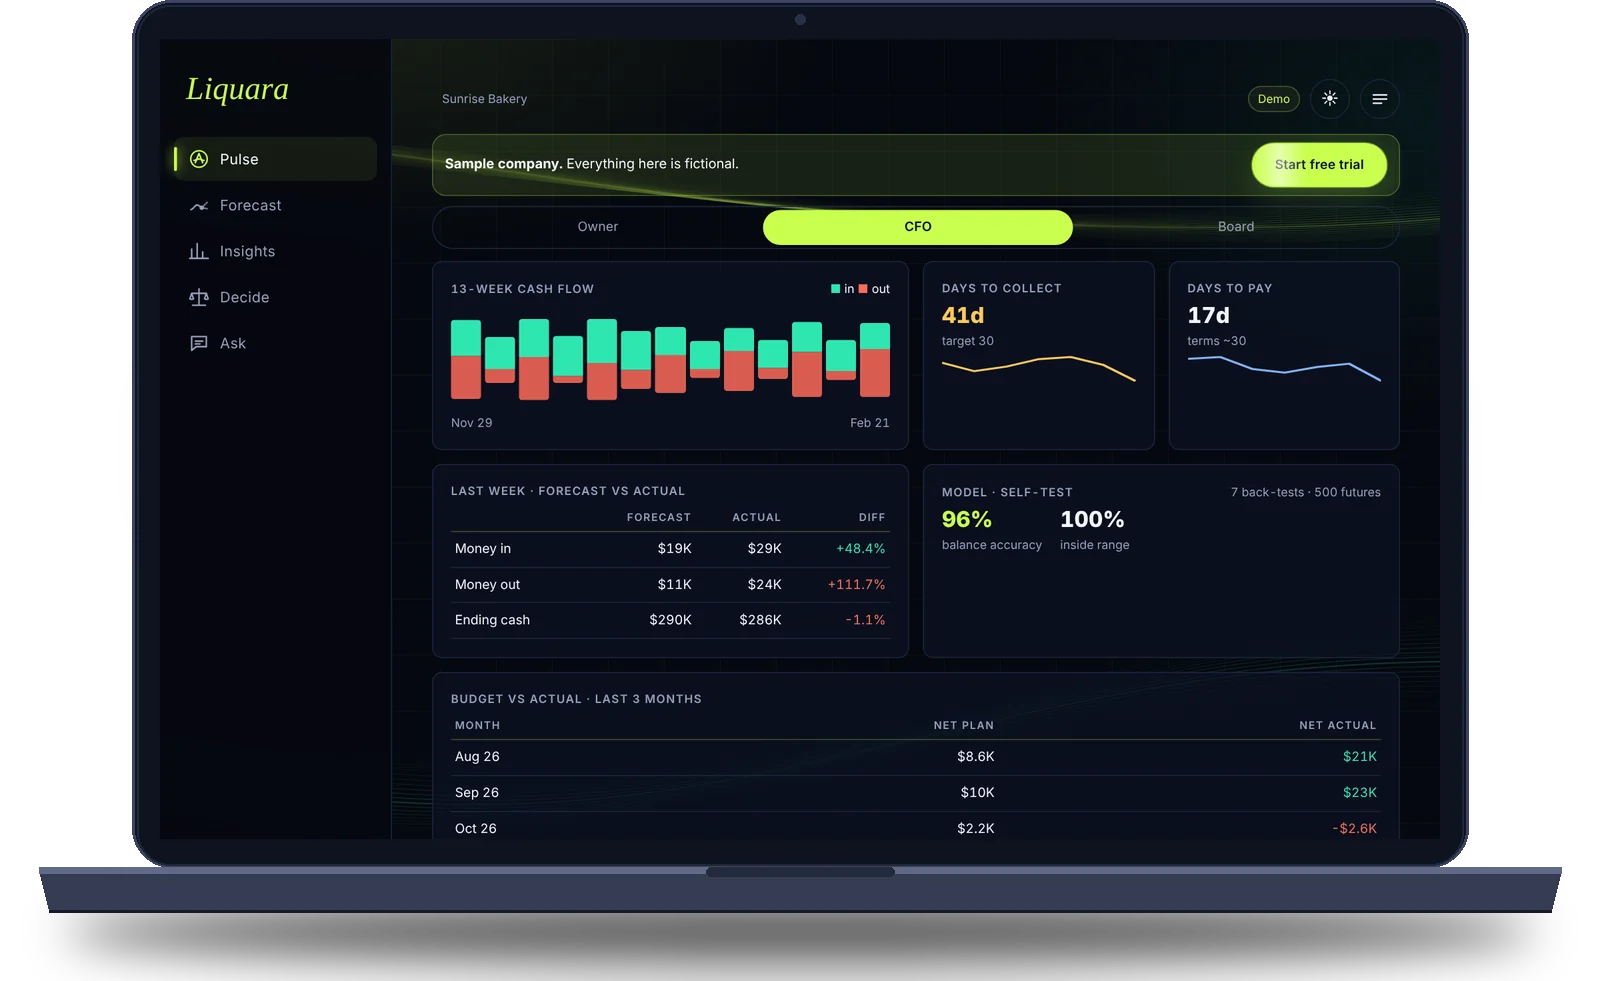 Liquara
Pulse
Forecast
Insights
Decide
Ask
Sunrise Bakery
Demo
Sample company. Everything here is fictional.
Start free trial
Owner
CFO
Board
13-WEEK CASH FLOW
in out
Nov 29
Feb 21
DAYS TO COLLECT
41d
target 30
DAYS TO PAY
17d
terms ~30
LAST WEEK · FORECAST VS ACTUAL
FORECAST ACTUAL DIFF
Money in $19K $29K +48.4%
Money out $11K $24K +111.7%
Ending cash $290K $286K -1.1%
MODEL · SELF-TEST
7 back-tests · 500 futures
96% 100%
balance accuracy inside range
BUDGET VS ACTUAL · LAST 3 MONTHS
MONTH NET PLAN NET ACTUAL
Aug 26 $8.6K $21K
Sep 26 $10K $23K
Oct 26 $2.2K -$2.6K